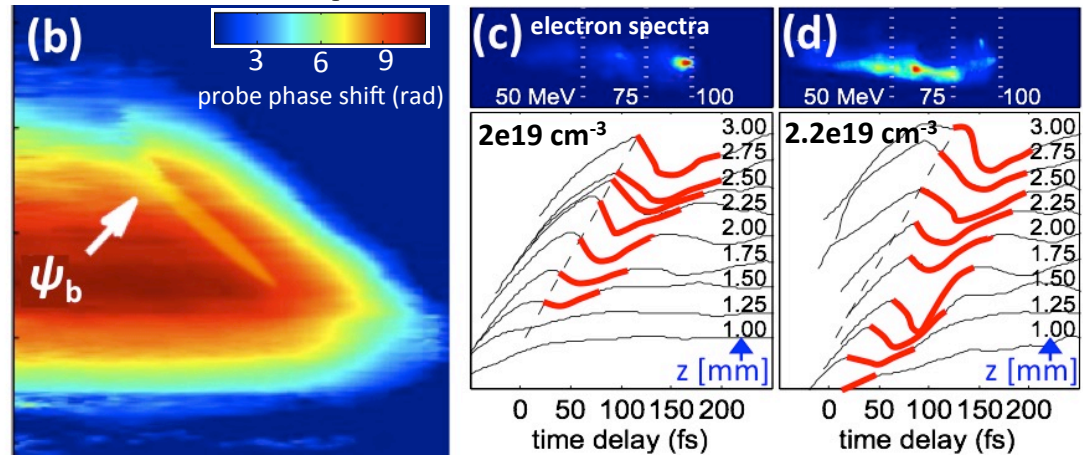 (b)
3 6 9
probe phase shift (rad)
ψb
(c) electron spectra
50 MeV 75 100
2e19 cm-3
3.00
2.75
2.50
2.25
2.00
1.75
1.50
1.25
1.00
z [mm]
0 50 100 150 200
time delay (fs)
(d)
50 MeV 75 100
2.2e19 cm-3
3.00
2.75
2.50
2.25
2.00
1.75
1.50
1.25
1.00
z [mm]
0 50 100 150 200
time delay (fs)